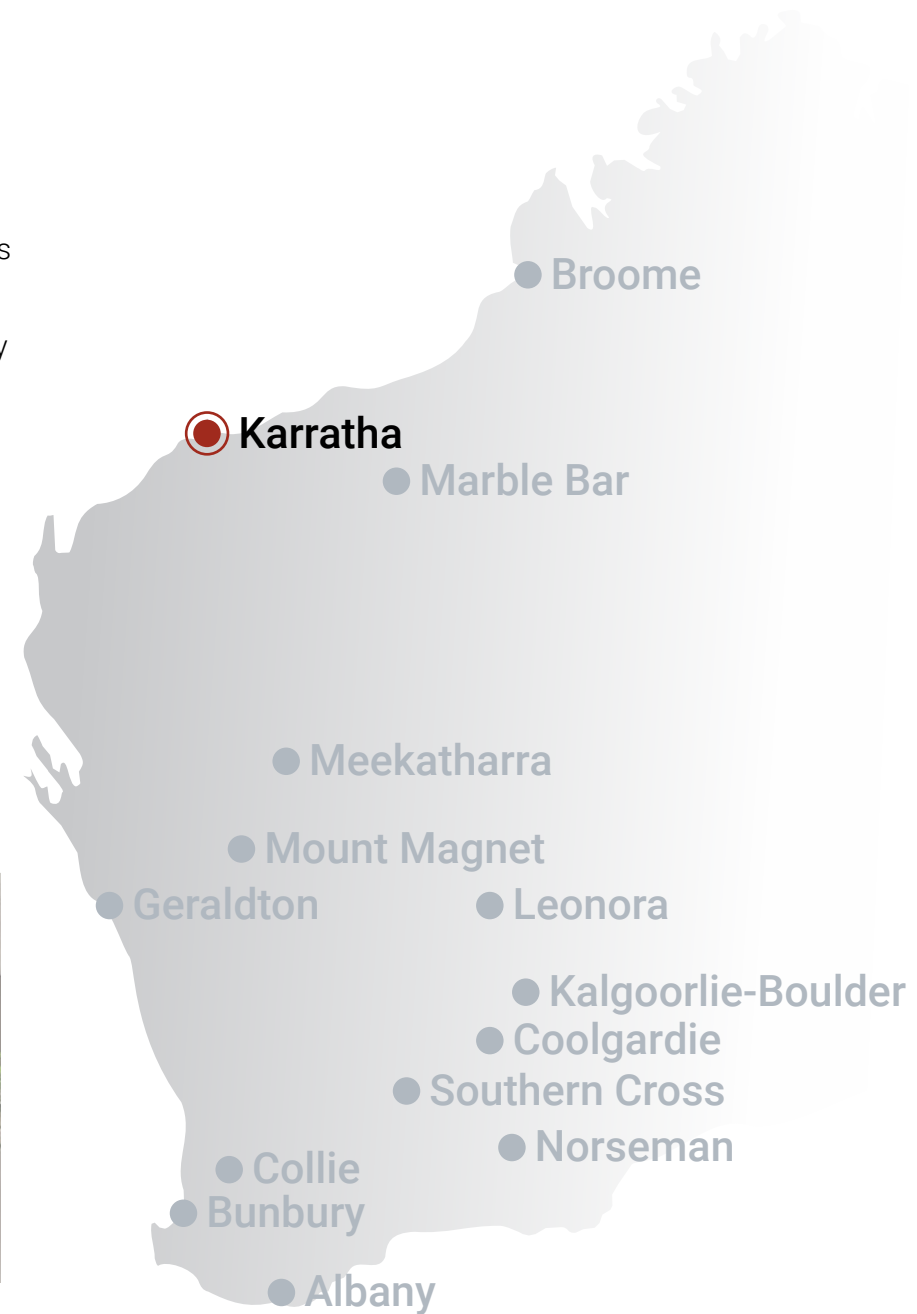 s
Broome
y
Karratha
Marble Bar
Meekatharra
Mount Magnet
Geraldton
Leonora
Kalgoorlie-Boulder
Coolgardie
Southern Cross
Norseman
Collie
Bunbury
Albany